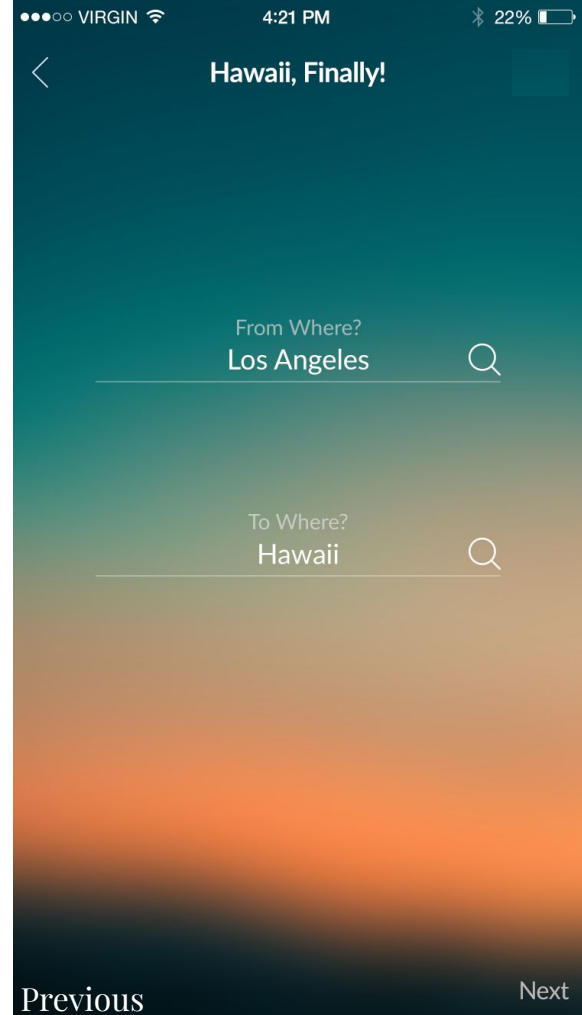 VIRGIN 4:21 PM 22%
Hawaii, Finally!
From Where?
Los Angeles
To Where?
Hawaii
Previous Next